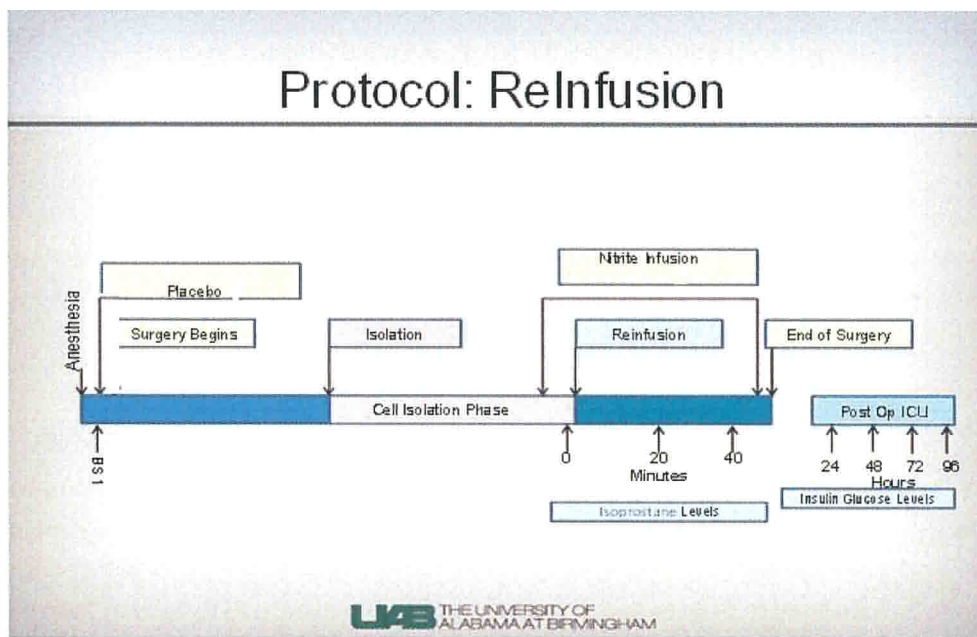 Protocol: ReInfusion
Nitrite Infusion
Placebo
Anesthesia
Surgery Begins
Isolation
Reinfusion
End of Surgery
Cell Isolation Phase
Post Op ICU
BS 1
0
20
40
Minutes
24
48
72
96
Hours
Insulin Glucose Levels
Isoprostane Levels
UAB THE UNIVERSITY OF
ALABAMA AT BIRMINGHAM